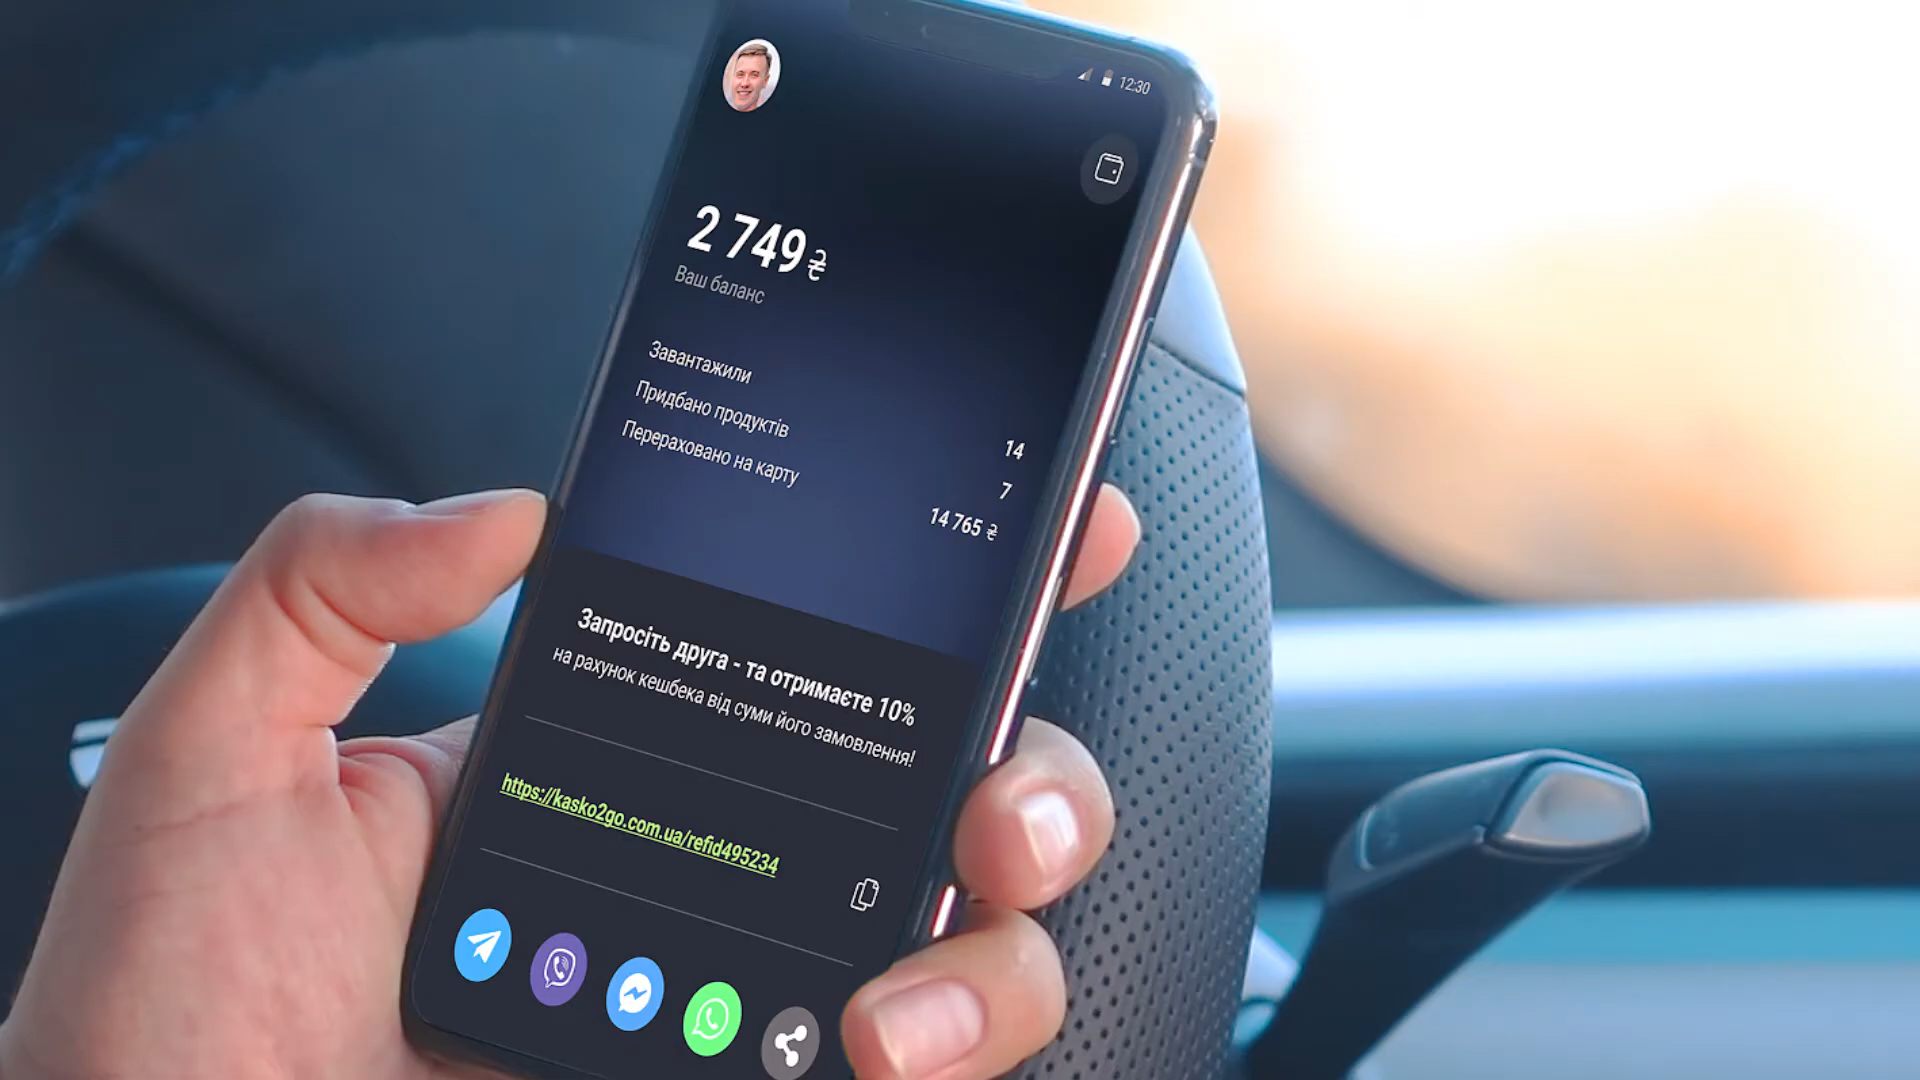 12:30
2 749 ₴
Ваш баланс
Завантажили 14
Придбано продуктів 7
Перераховано на карту 14 765 ₴
Запросіть друга - та отримаєте 10%
на рахунок кешбека від суми його замовлення!
https://kasko2go.com.ua/refid495234